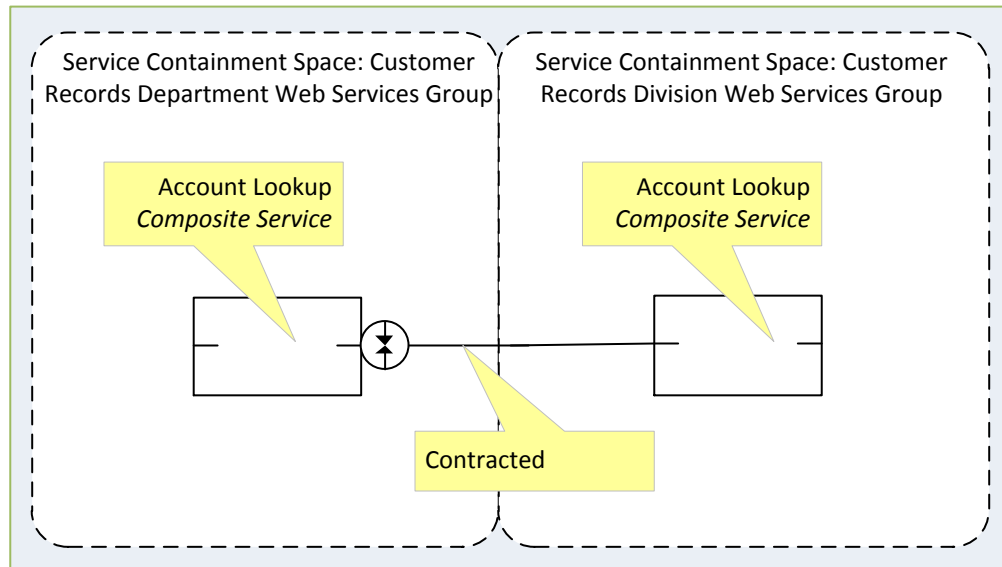 Service Containment Space: Customer
Records Department Web Services Group
Service Containment Space: Customer
Records Division Web Services Group
Account Lookup
Composite Service
Account Lookup
Composite Service
Contracted